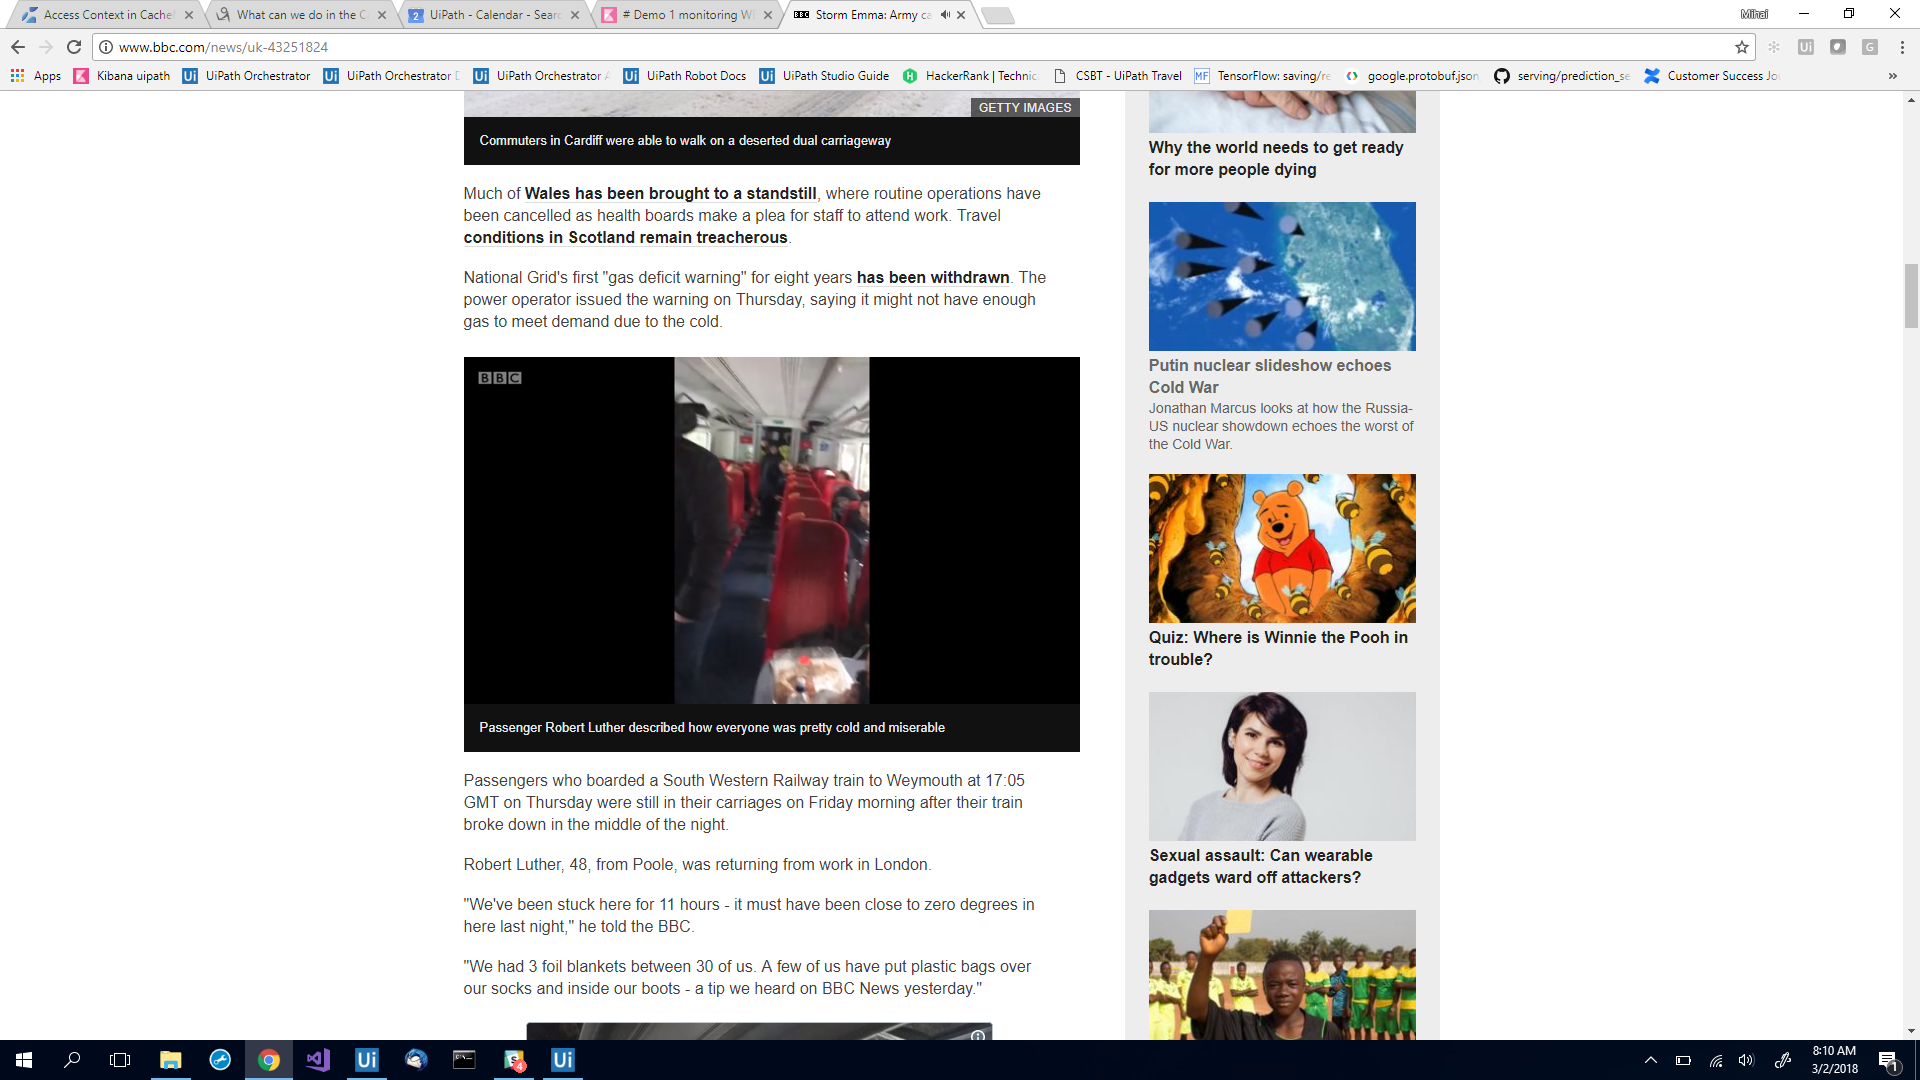 Access Context in Cache
What can we do in the C
2
UiPath - Calendar - Sear
# Demo 1 monitoring W
BBC
Storm Emma: Army ca
Mihai
www.bbc.com/news/uk-43251824
Apps
Kibana uipath
Ui UiPath Orchestrator
Ui UiPath Orchestrator D
Ui UiPath Orchestrator A
Ui UiPath Robot Docs
Ui UiPath Studio Guide
HackerRank | Technic
CSBT - UiPath Travel
MF TensorFlow: saving/re
google.protobuf.json
serving/prediction_se
Customer Success Jo
»
GETTY IMAGES
Commuters in Cardiff were able to walk on a deserted dual carriageway
Much of Wales has been brought to a standstill, where routine operations have
been cancelled as health boards make a plea for staff to attend work. Travel
conditions in Scotland remain treacherous.
National Grid's first "gas deficit warning" for eight years has been withdrawn. The
power operator issued the warning on Thursday, saying it might not have enough
gas to meet demand due to the cold.
BBC
Passenger Robert Luther described how everyone was pretty cold and miserable
Passengers who boarded a South Western Railway train to Weymouth at 17:05
GMT on Thursday were still in their carriages on Friday morning after their train
broke down in the middle of the night.
Robert Luther, 48, from Poole, was returning from work in London.
"We've been stuck here for 11 hours - it must have been close to zero degrees in
here last night," he told the BBC.
"We had 3 foil blankets between 30 of us. A few of us have put plastic bags over
our socks and inside our boots - a tip we heard on BBC News yesterday."
Why the world needs to get ready
for more people dying
Putin nuclear slideshow echoes
Cold War
Jonathan Marcus looks at how the Russia-
US nuclear showdown echoes the worst of
the Cold War.
Quiz: Where is Winnie the Pooh in
trouble?
Sexual assault: Can wearable
gadgets ward off attackers?
Ui
4
Ui
8:10 AM
3/2/2018
1